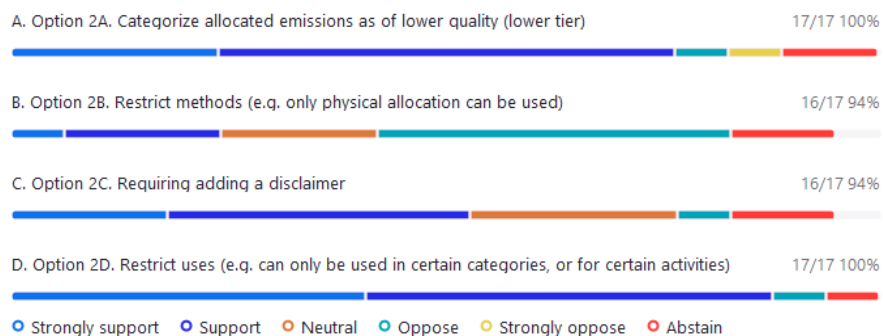 A. Option 2A. Categorize allocated emissions as of lower quality (lower tier) 17/17 100%
B. Option 2B. Restrict methods (e.g. only physical allocation can be used) 16/17 94%
C. Option 2C. Requiring adding a disclaimer 16/17 94%
D. Option 2D. Restrict uses (e.g. can only be used in certain categories, or for certain activities) 17/17 100%
Strongly support Support Neutral Oppose Strongly oppose Abstain